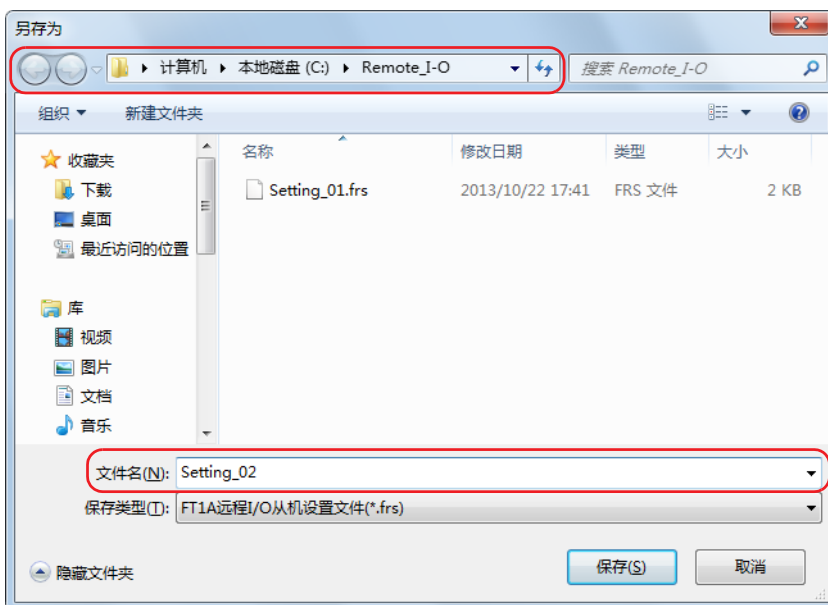 另存为
计算机 本地磁盘 (C:) Remote_I-O 搜索 Remote_I-O
组织 新建文件夹
名称 修改日期 类型 大小
Setting_01.frs 2013/10/22 17:41 FRS 文件 2 KB
收藏夹
下载
桌面
最近访问的位置
库
视频
图片
文档
音乐
文件名(N): Setting_02
保存类型(T): FT1A远程I/O从机设置文件(*.frs)
隐藏文件夹 保存(S) 取消